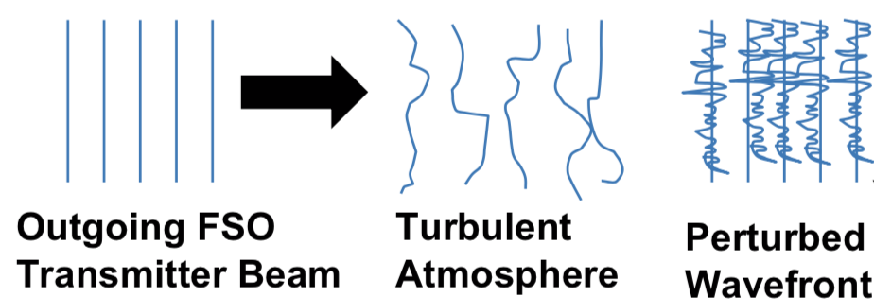 Outgoing FSO
Transmitter Beam
Turbulent
Atmosphere
Perturbed
Wavefront